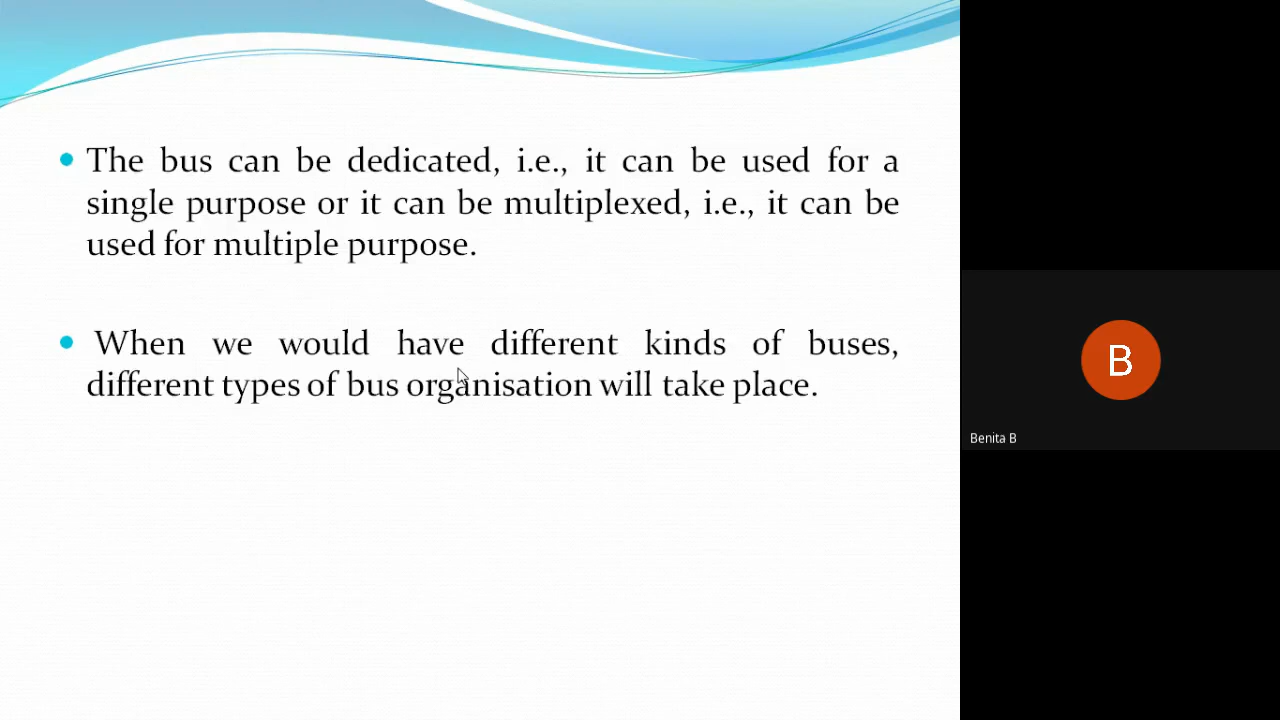 The bus can be dedicated, i.e., it can be used for a
single purpose or it can be multiplexed, i.e., it can be
used for multiple purpose.
When we would have different kinds of buses,
different types of bus organisation will take place.
B
Benita B